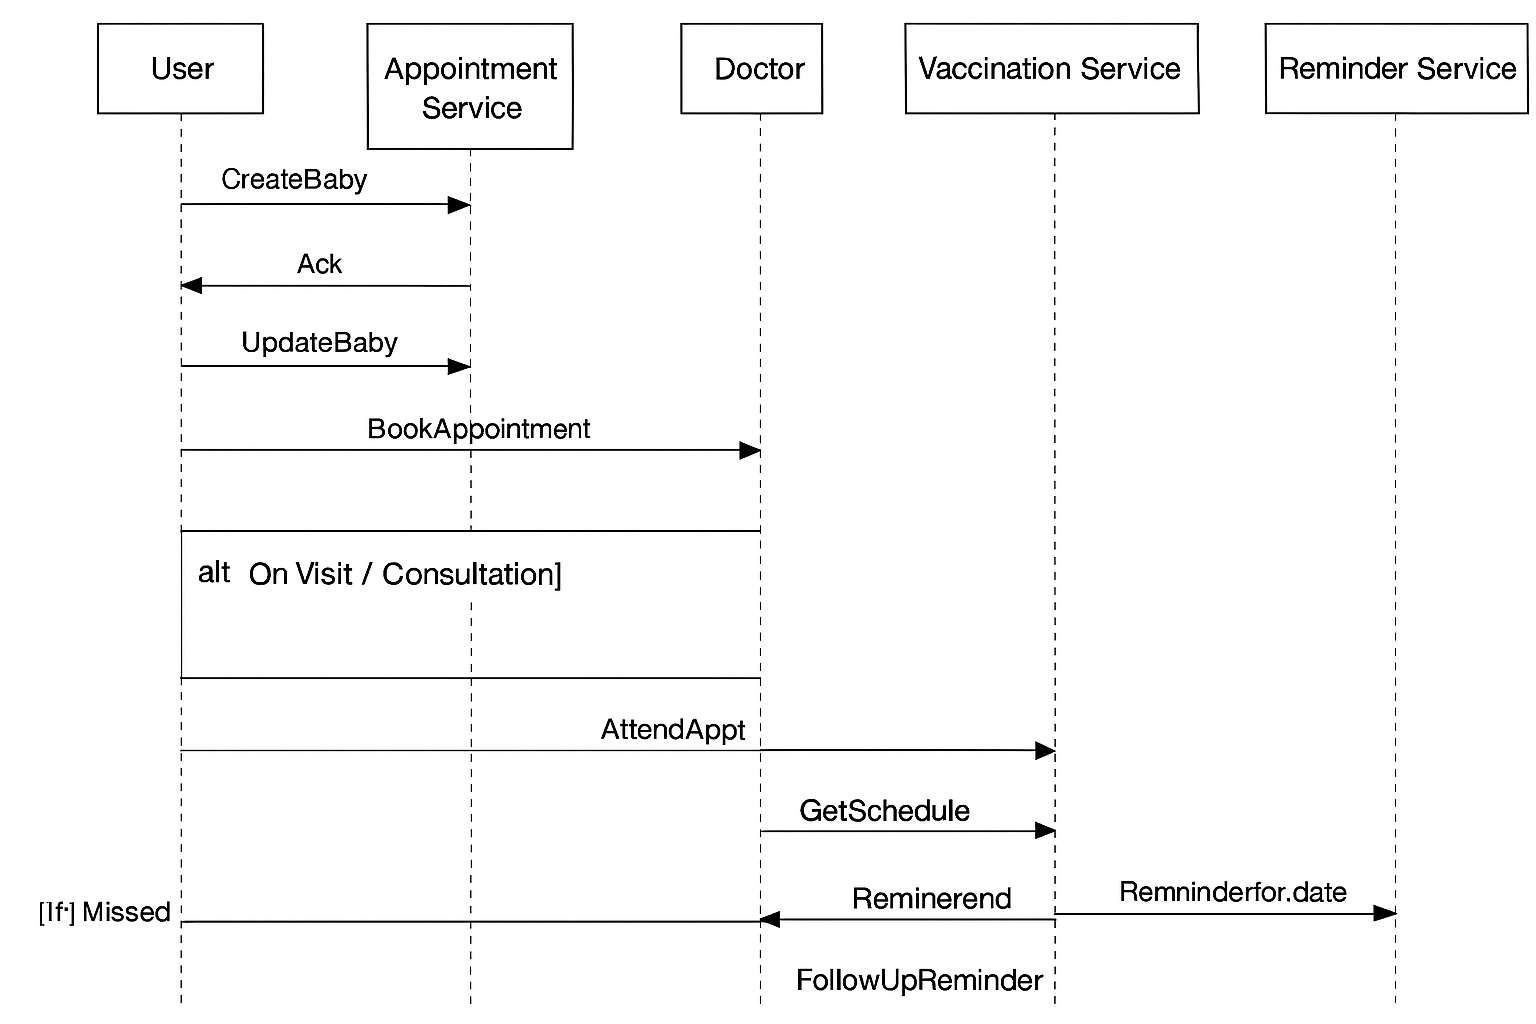 User
Appointment
Service
Doctor
Vaccination Service
Reminder Service
CreateBaby
Ack
UpdateBaby
BookAppointment
alt On Visit / Consultation]
AttendAppt
GetSchedule
[If•] Missed
Reminerend
Remninderfor.date
FollowUpReminder